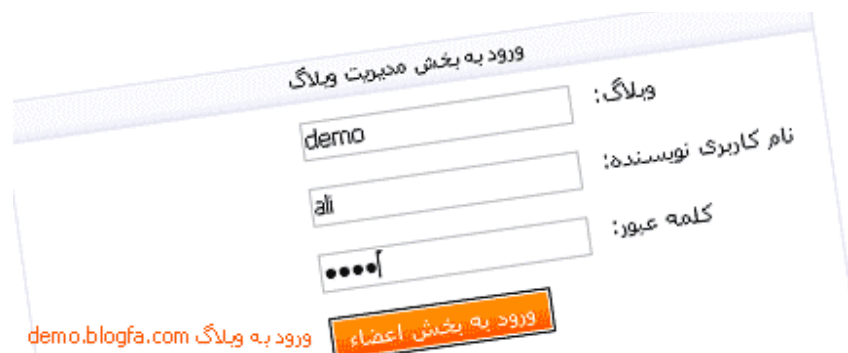 ورود به بخش مدیریت وبلاگ
وبلاگ: demo
نام کاربری نویسنده: ali
کلمه عبور: ••••
ورود به بخش اعضاء
ورود به وبلاگ demo.blogfa.com